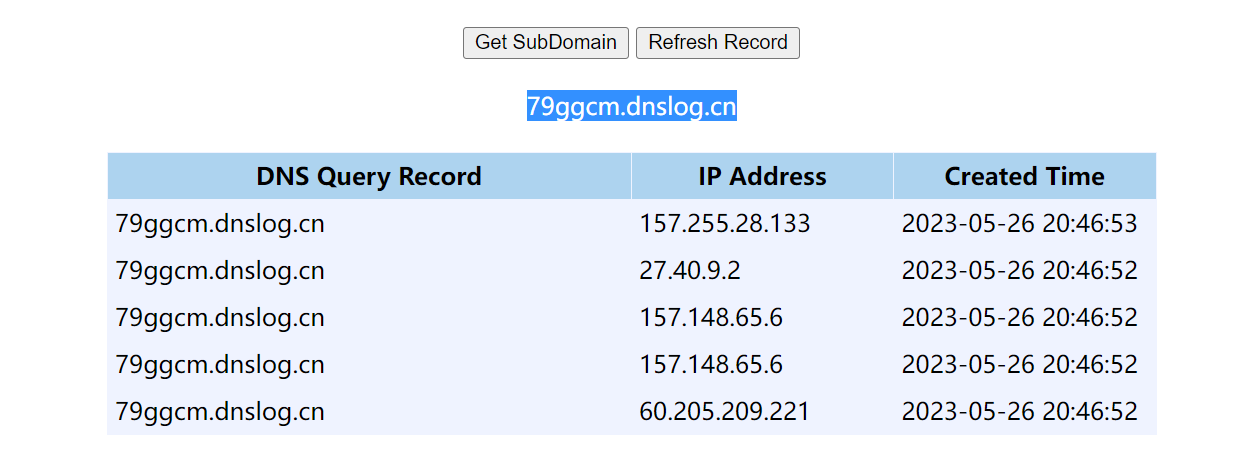 Get SubDomain Refresh Record
79ggcm.dnslog.cn
DNS Query Record IP Address Created Time
79ggcm.dnslog.cn 157.255.28.133 2023-05-26 20:46:53
79ggcm.dnslog.cn 27.40.9.2 2023-05-26 20:46:52
79ggcm.dnslog.cn 157.148.65.6 2023-05-26 20:46:52
79ggcm.dnslog.cn 157.148.65.6 2023-05-26 20:46:52
79ggcm.dnslog.cn 60.205.209.221 2023-05-26 20:46:52